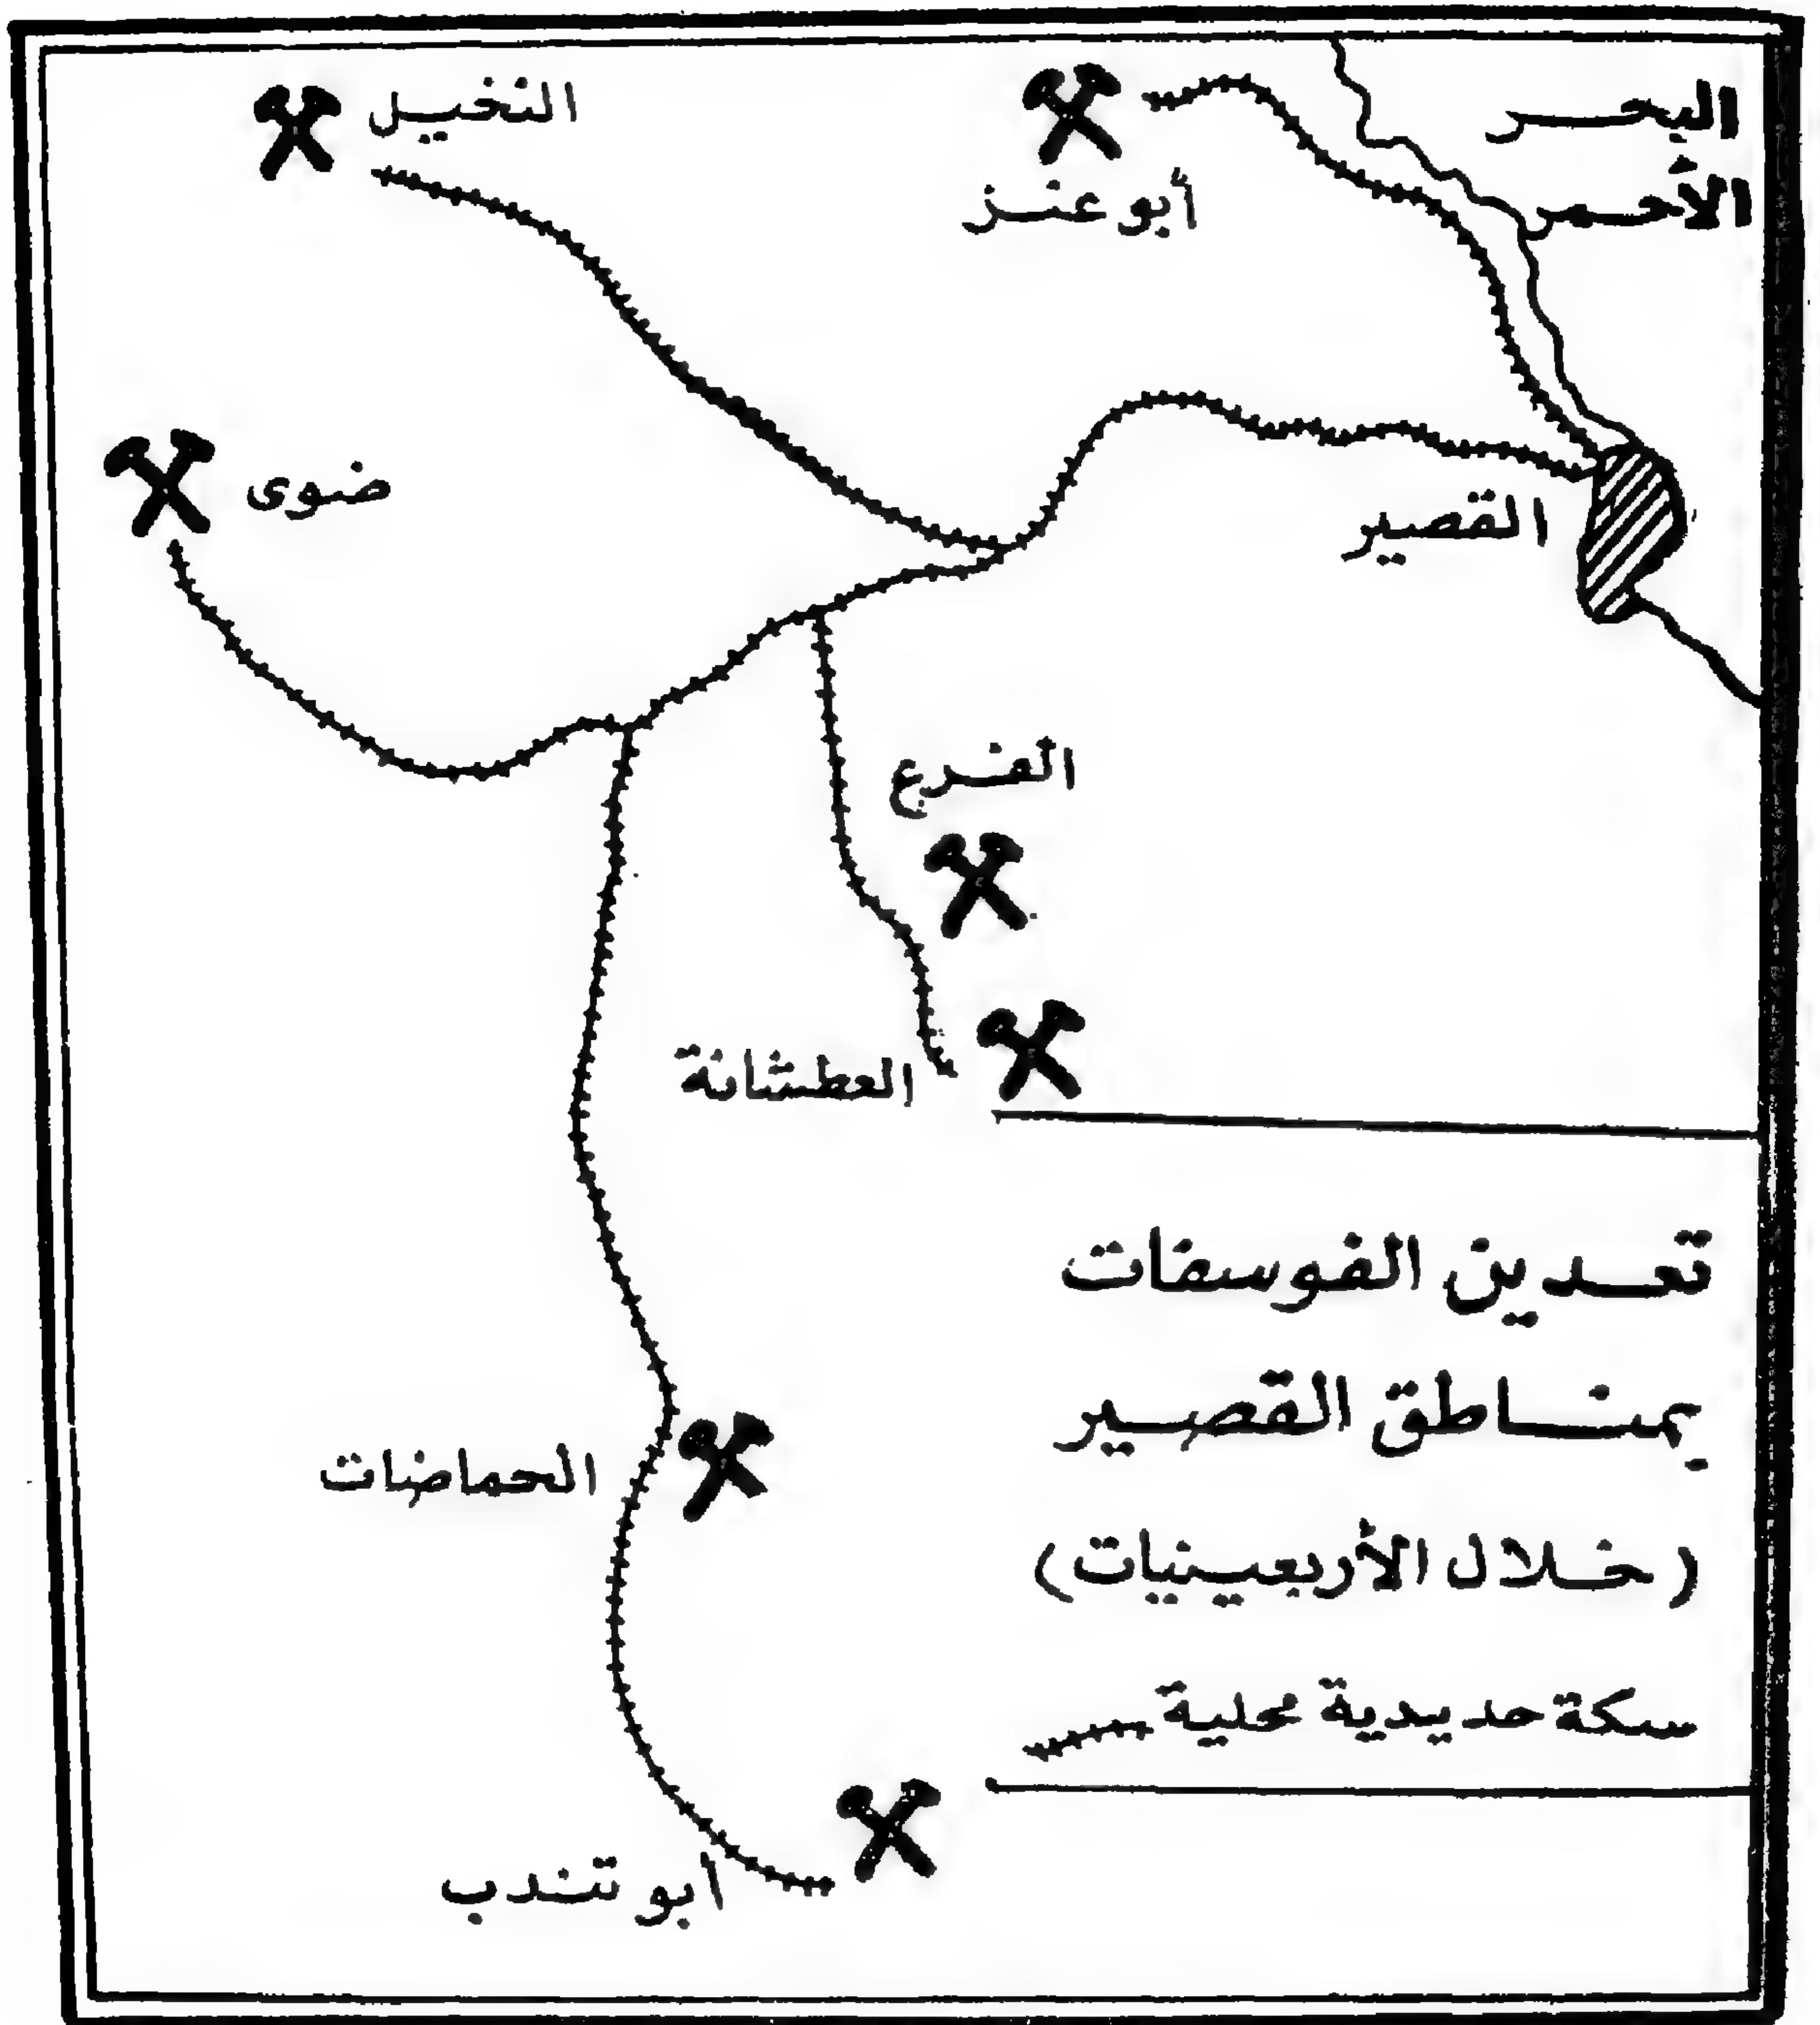 البحر
الأحمر
النخيل
أبو عنز
ضوى
القصير
الفرع
العطشانة
تعدين الفوسفات
بمناطق القصير
(خلال الأربعينيات)
سكة حديدية محلية
الحماضات
أبو تندب